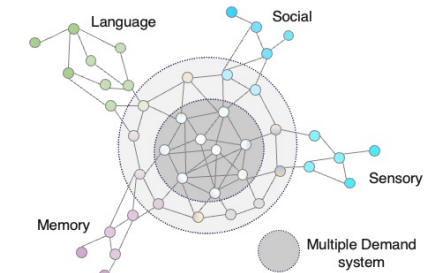 Language
Social
Sensory
Memory
Multiple Demand
system